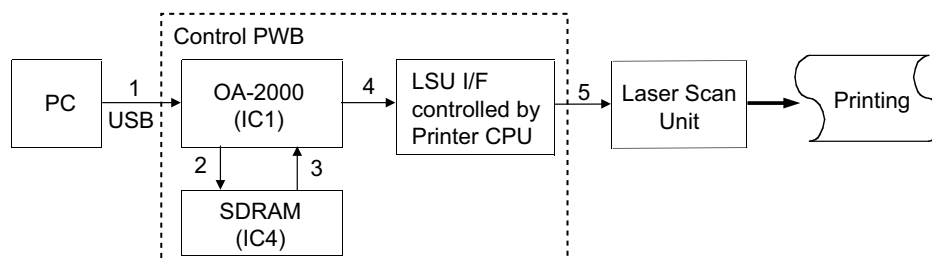 Control PWB
PC
1
USB
OA-2000
(IC1)
4
LSU I/F
controlled by
Printer CPU
5
Laser Scan
Unit
Printing
2
3
SDRAM
(IC4)